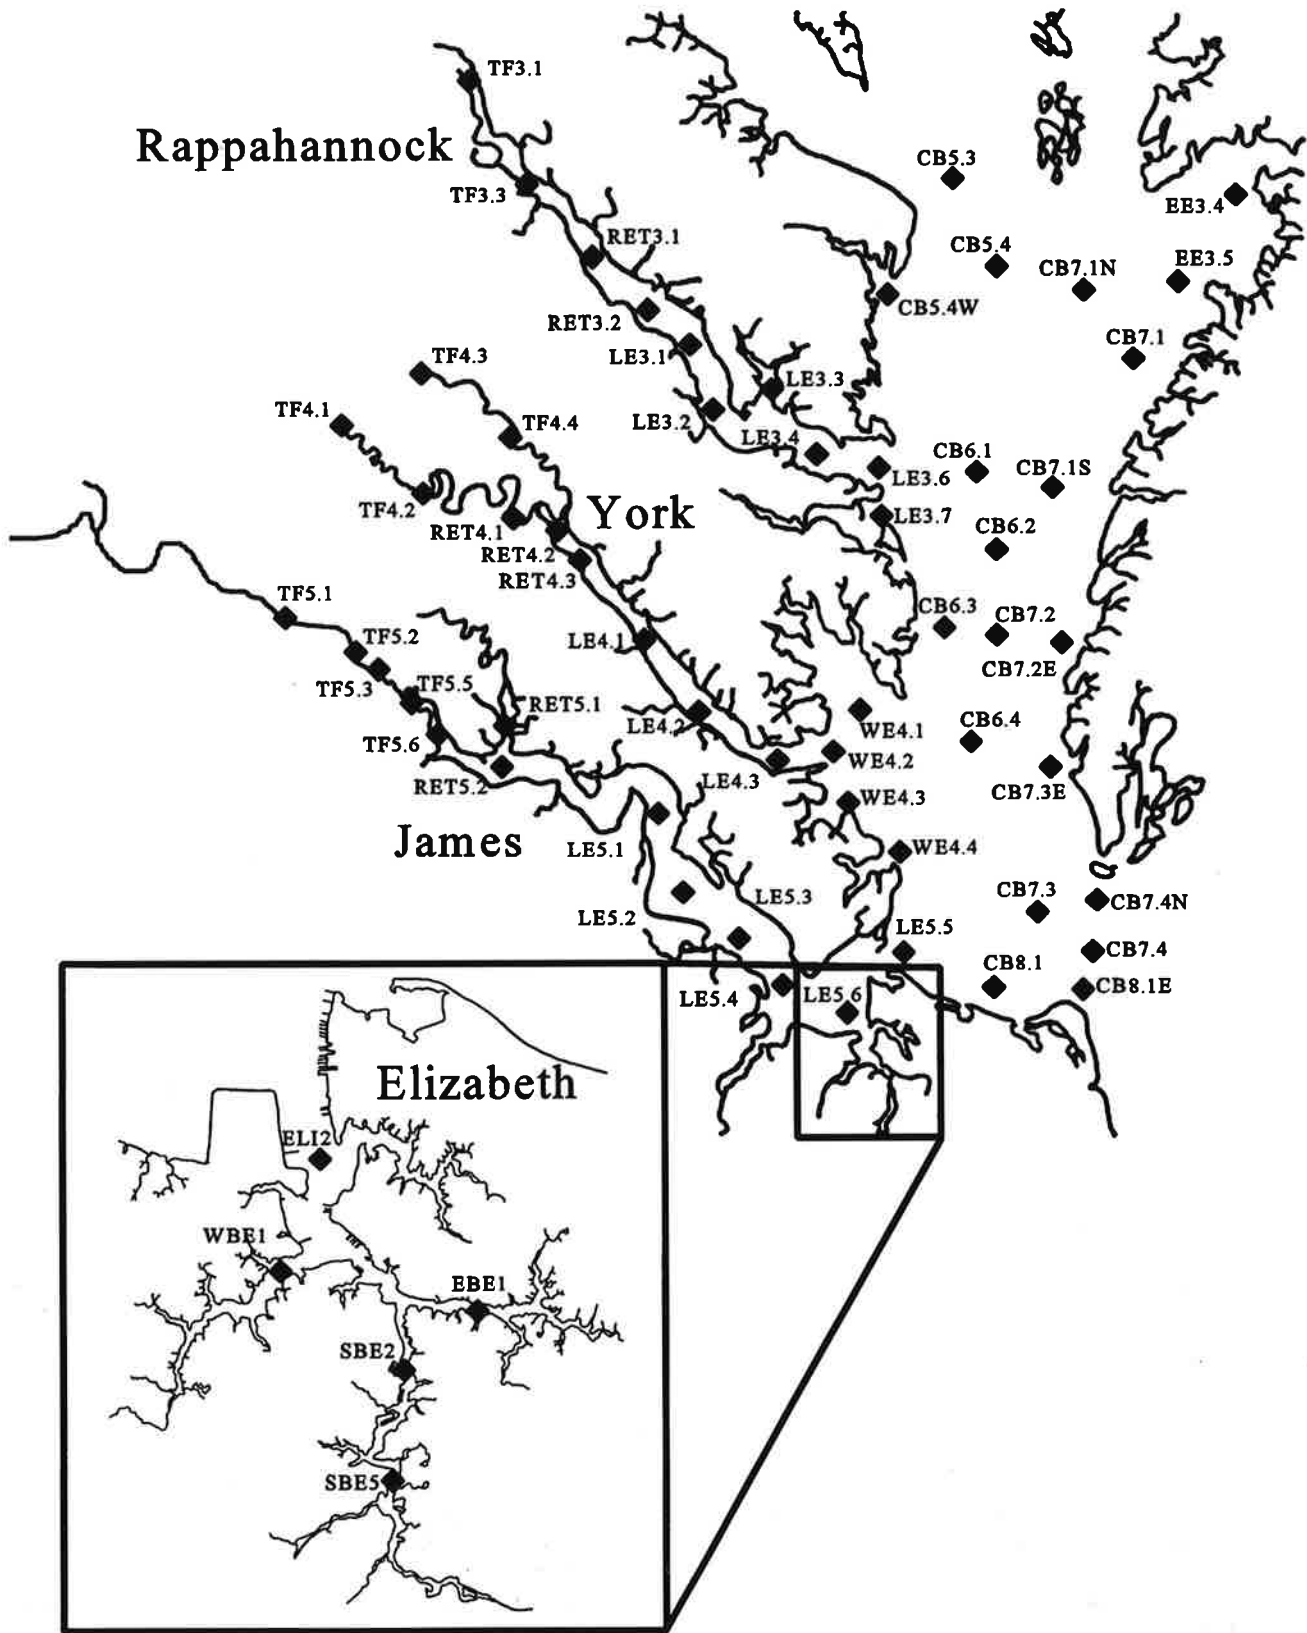 TF3.1
Rappahannock
CB5.3
TF3.3
EE3.4
RET3.1
CB5.4
EE3.5
CB7.1N
CB5.4W
RET3.2
CB7.1
LE3.1
TF4.3
LE3.3
TF4.1
LE3.2
TF4.4
LE3.4
CB6.1
CB7.1S
LE3.6
TF4.2
York
LE3.7
RET4.1
CB6.2
RET4.2
RET4.3
TF5.1
CB6.3
CB7.2
TF5.2
LE4.1
CB7.2E
TF5.3
TF5.5
RET5.1
LE4.2
WE4.1
CB6.4
TF5.6
WE4.2
RET5.2
LE4.3
CB7.3E
WE4.3
James
LE5.1
WE4.4
CB7.3
LE5.3
CB7.4N
LE5.2
LE5.5
CB7.4
CB8.1
CB8.1E
LE5.4
LE5.6
Elizabeth
ELI2
WBE1
EBE1
SBE2
SBE5